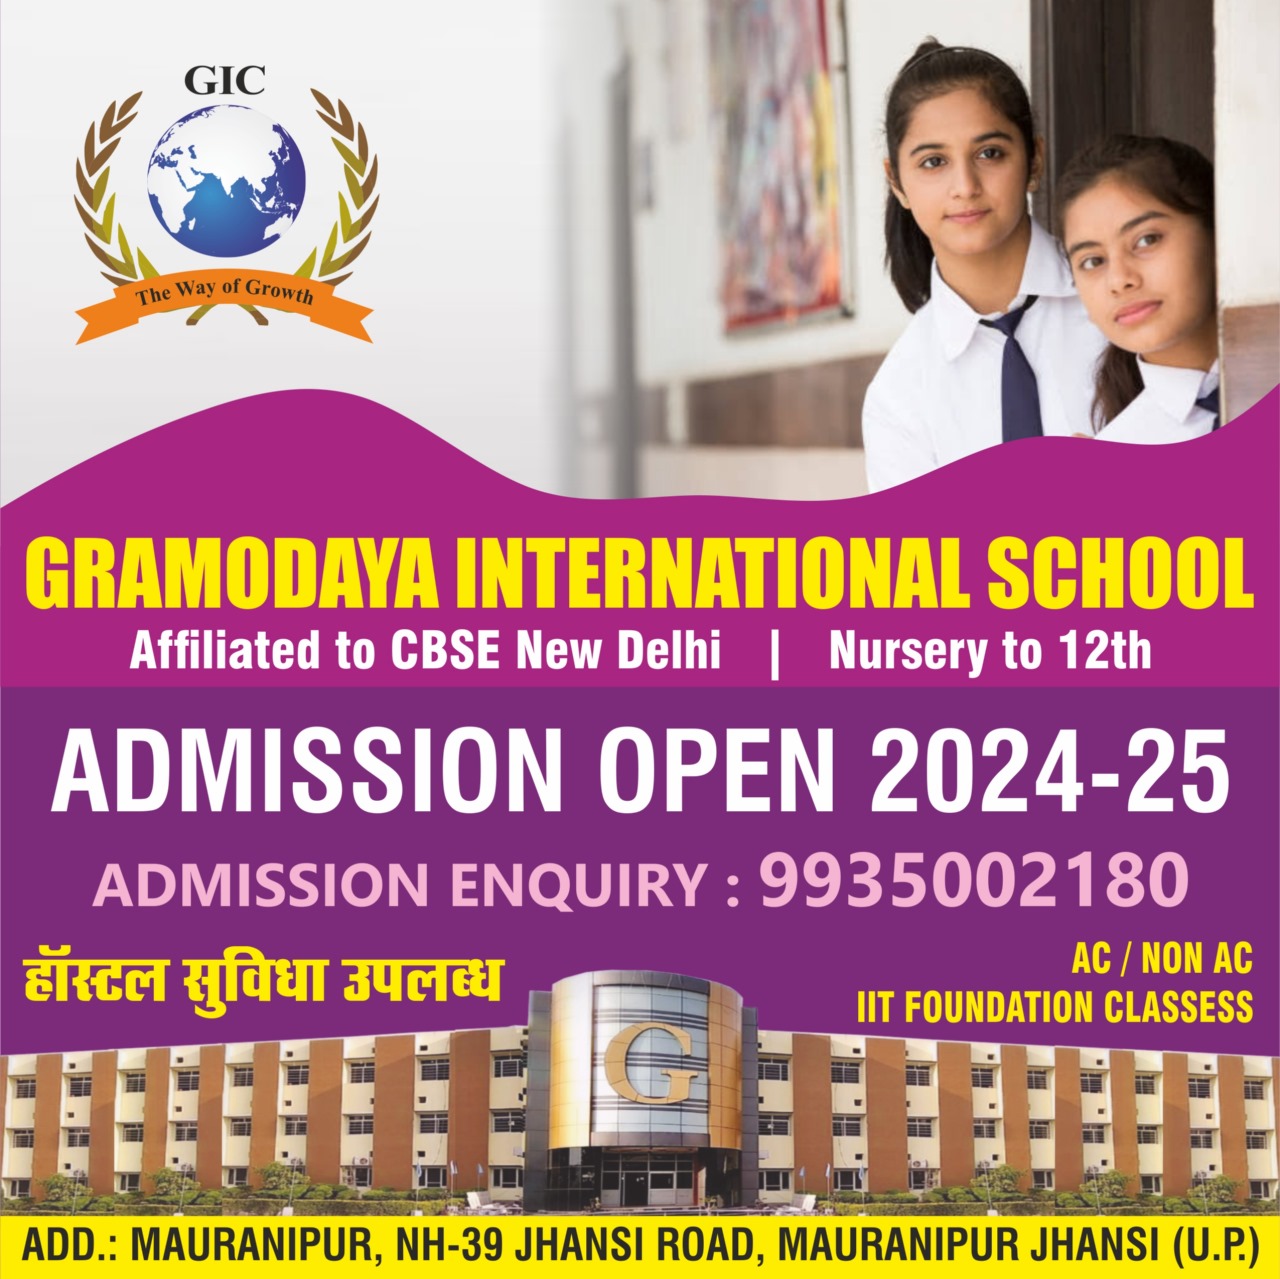 GIC
The Way of Growth
GRAMODAYA INTERNATIONAL SCHOOL
Affiliated to CBSE New Delhi | Nursery to 12th
ADMISSION OPEN 2024-25
ADMISSION ENQUIRY : 9935002180
हॉस्टल सुविधा उपलब्ध
AC / NON AC
IIT FOUNDATION CLASSESS
G
ADD.: MAURANIPUR, NH-39 JHANSI ROAD, MAURANIPUR JHANSI (U.P.)